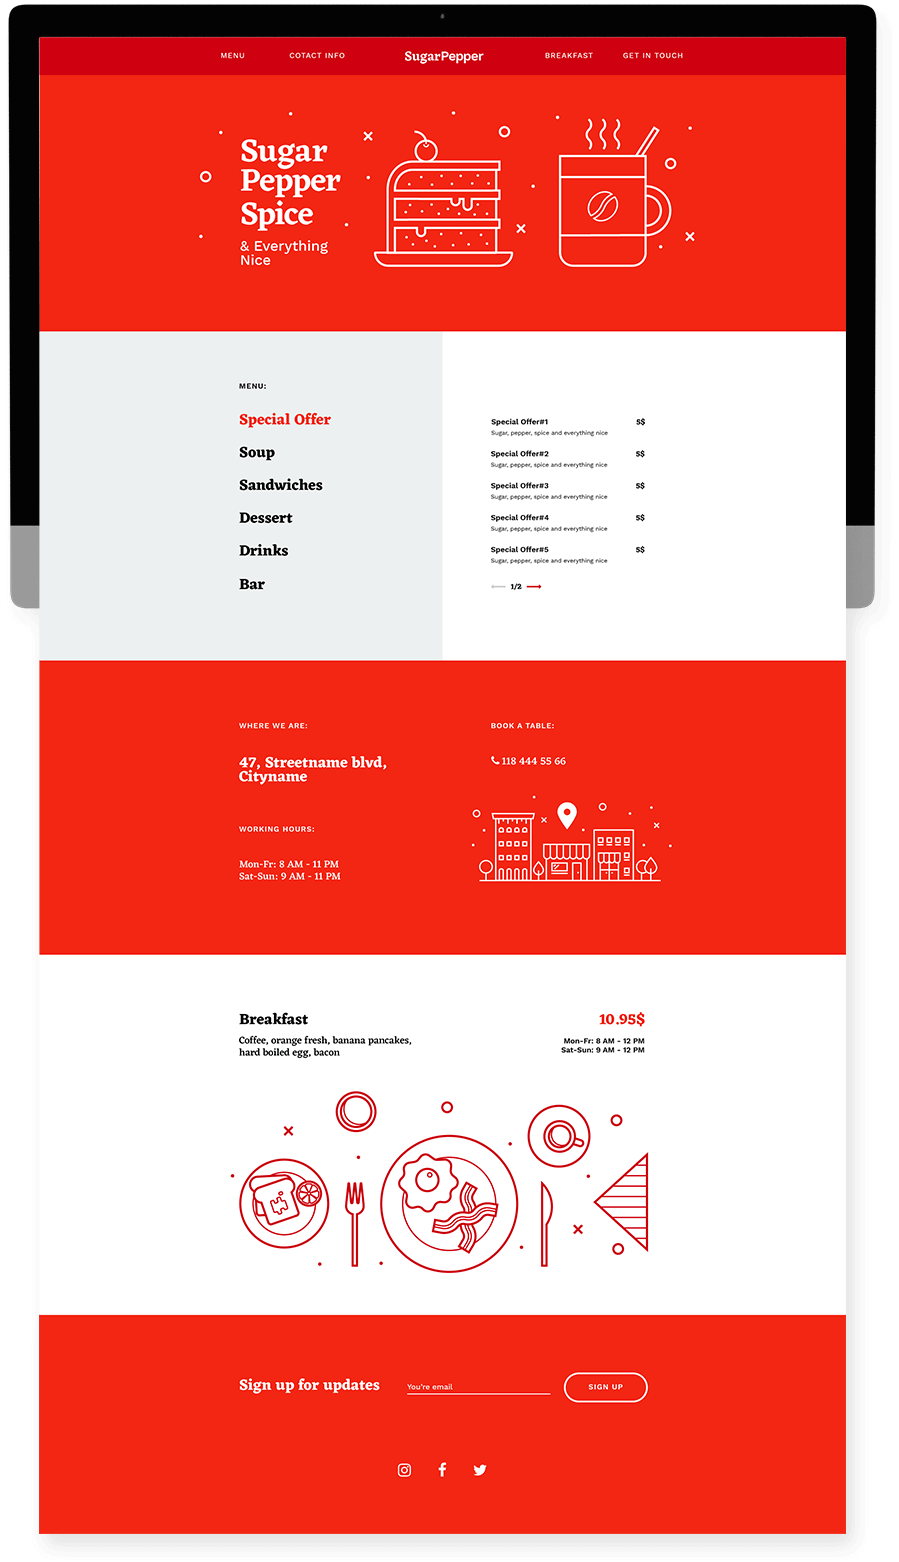 MENU COTACT INFO SugarPepper BREAKFAST GET IN TOUCH
Sugar
Pepper
Spice
& Everything
Nice
MENU:
Special Offer
Soup
Sandwiches
Dessert
Drinks
Bar
Special Offer#1 5$
Sugar, pepper, spice and everything nice
Special Offer#2 5$
Sugar, pepper, spice and everything nice
Special Offer#3 5$
Sugar, pepper, spice and everything nice
Special Offer#4 5$
Sugar, pepper, spice and everything nice
Special Offer#5 5$
Sugar, pepper, spice and everything nice
1/2
WHERE WE ARE:
47, Streetname blvd,
Cityname
WORKING HOURS:
Mon-Fr: 8 AM - 11 PM
Sat-Sun: 9 AM - 11 PM
BOOK A TABLE:
118 444 55 66
Breakfast 10.95$
Coffee, orange fresh, banana pancakes,
hard boiled egg, bacon
Mon-Fr: 8 AM - 12 PM
Sat-Sun: 9 AM - 12 PM
Sign up for updates You're email SIGN UP